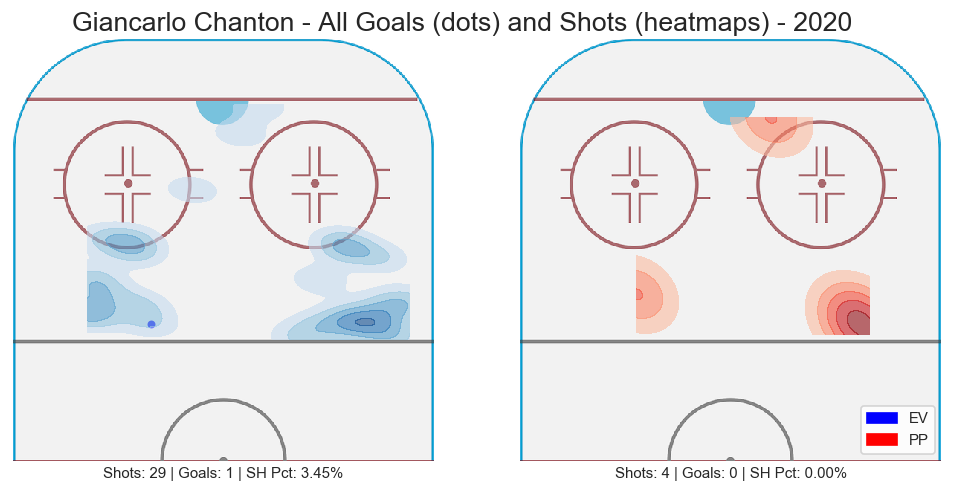 Giancarlo Chanton - All Goals (dots) and Shots (heatmaps) - 2020
EV
PP
Shots: 29 | Goals: 1 | SH Pct: 3.45%
Shots: 4 | Goals: 0 | SH Pct: 0.00%